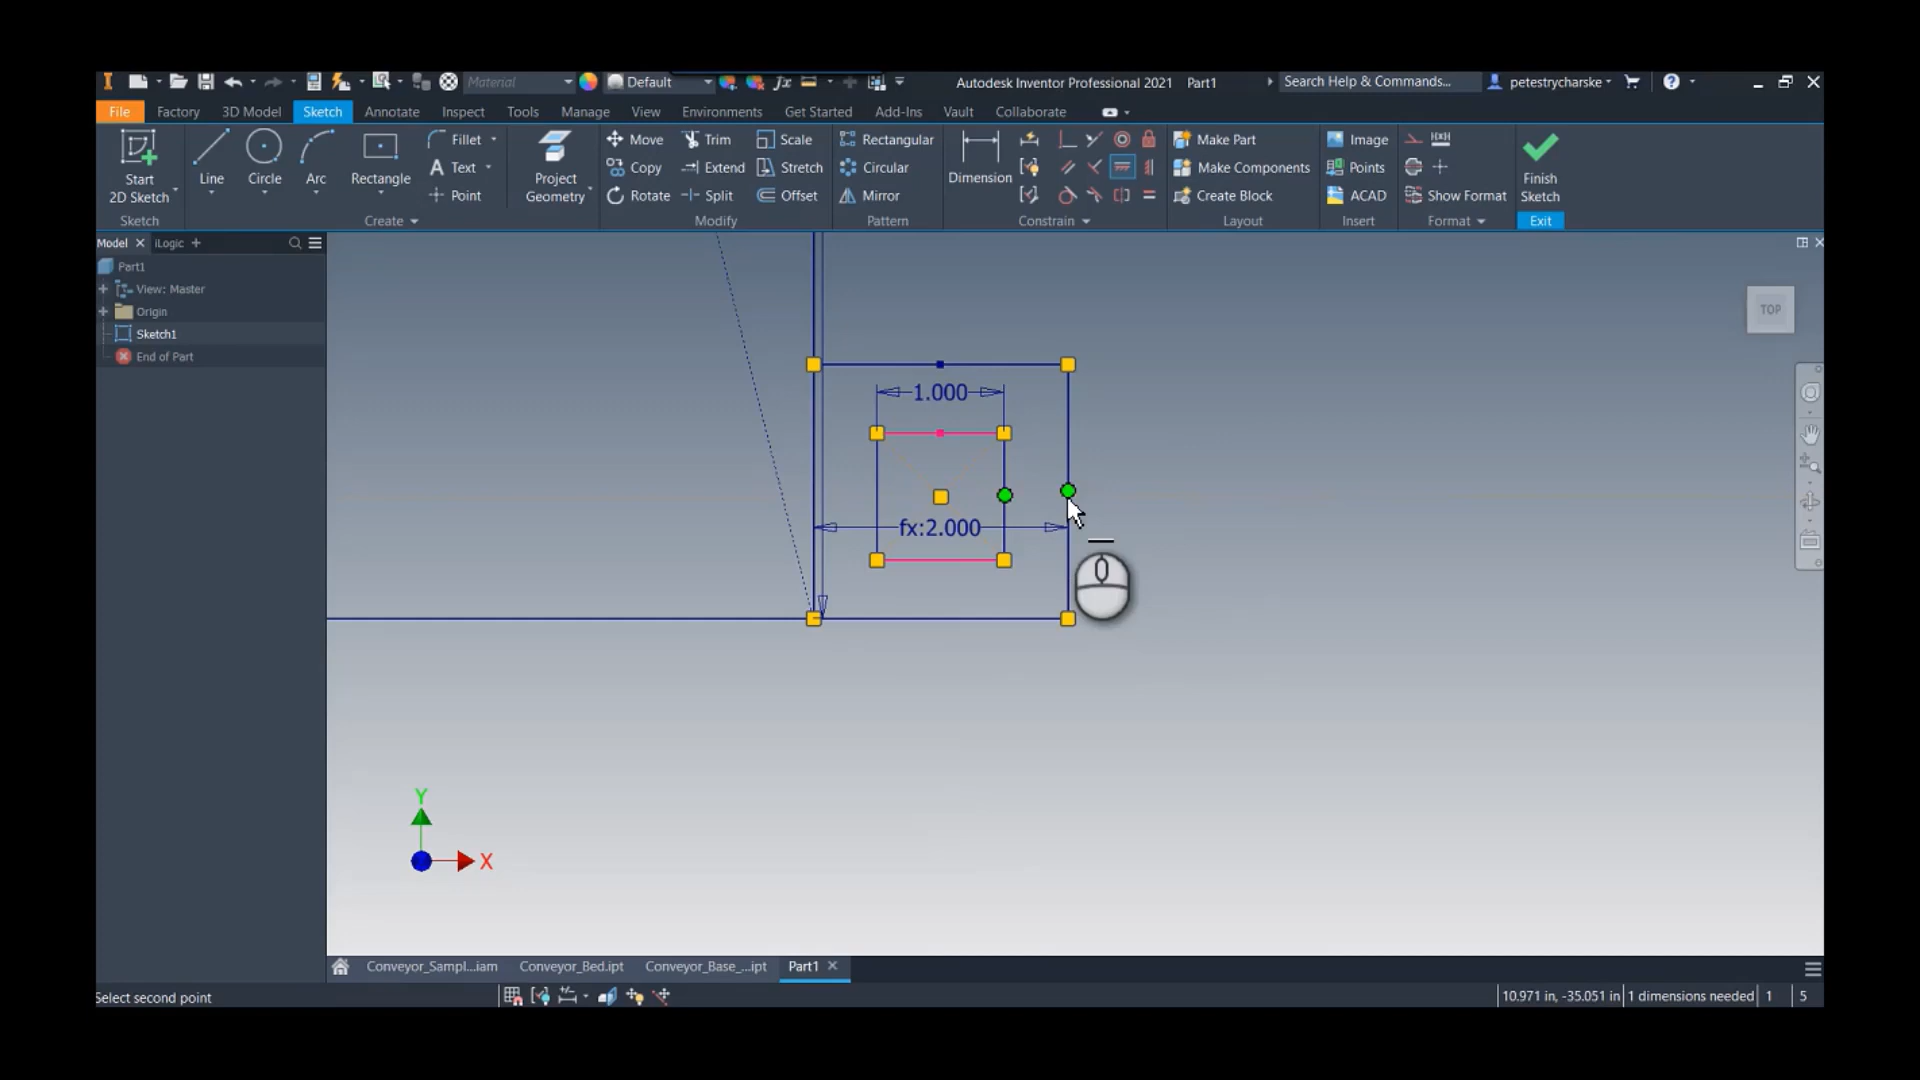 Material
Default
fx
Autodesk Inventor Professional 2021 Part1
Search Help & Commands...
petestrycharske
File Factory 3D Model Sketch Annotate Inspect Tools Manage View Environments Get Started Add-Ins Vault Collaborate
Start
2D Sketch
Line
Circle
Arc
Rectangle
Fillet
Text
Point
Project
Geometry
Move
Copy
Rotate
Trim
Extend
Split
Scale
Stretch
Offset
Rectangular
Circular
Mirror
Dimension
Make Part
Make Components
Create Block
Image
Points
ACAD
Show Format
Finish
Sketch
Sketch
Create
Modify
Pattern
Constrain
Layout
Insert
Format
Exit
Model
iLogic
Part1
View: Master
Origin
Sketch1
End of Part
TOP
1.000
fx:2.000
Y
X
Conveyor_Sampl...iam
Conveyor_Bed.ipt
Conveyor_Base_...ipt
Part1
Select second point
10.971 in, -35.051 in
1 dimensions needed
1
5